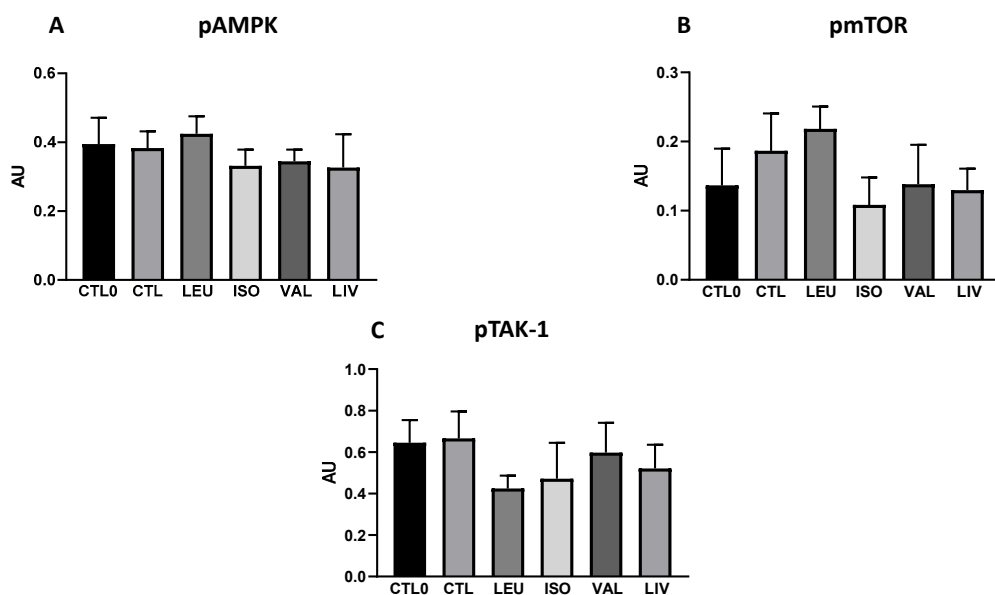 A pAMPK
0.6
0.4
0.2
0.0
AU
CTL0 CTL LEU ISO VAL LIV
B pmTOR
0.3
0.2
0.1
0.0
AU
CTL0 CTL LEU ISO VAL LIV
C pTAK-1
1.0
0.8
0.6
0.4
0.2
0.0
AU
CTL0 CTL LEU ISO VAL LIV